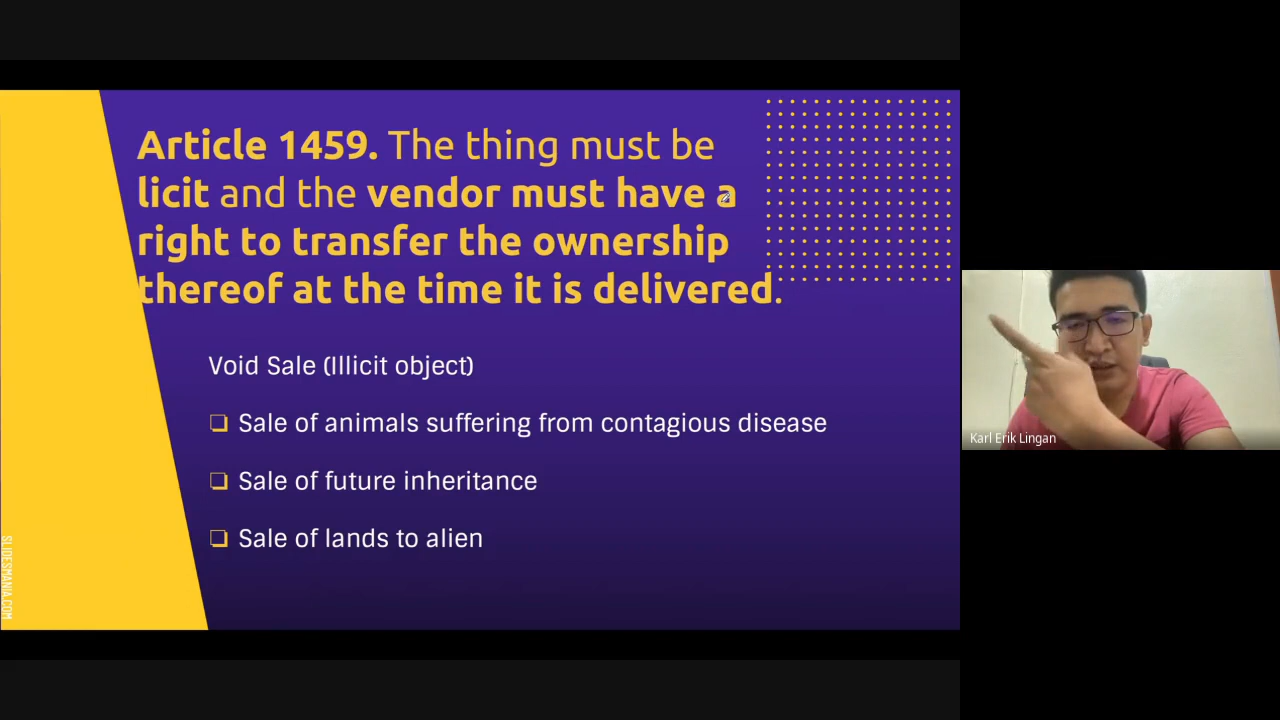 Article 1459. The thing must be
licit and the vendor must have a
right to transfer the ownership
thereof at the time it is delivered.
Void Sale (Illicit object)
❏ Sale of animals suffering from contagious disease
❏ Sale of future inheritance
❏ Sale of lands to alien
SLIDESMANIA.COM
Karl Erik Lingan